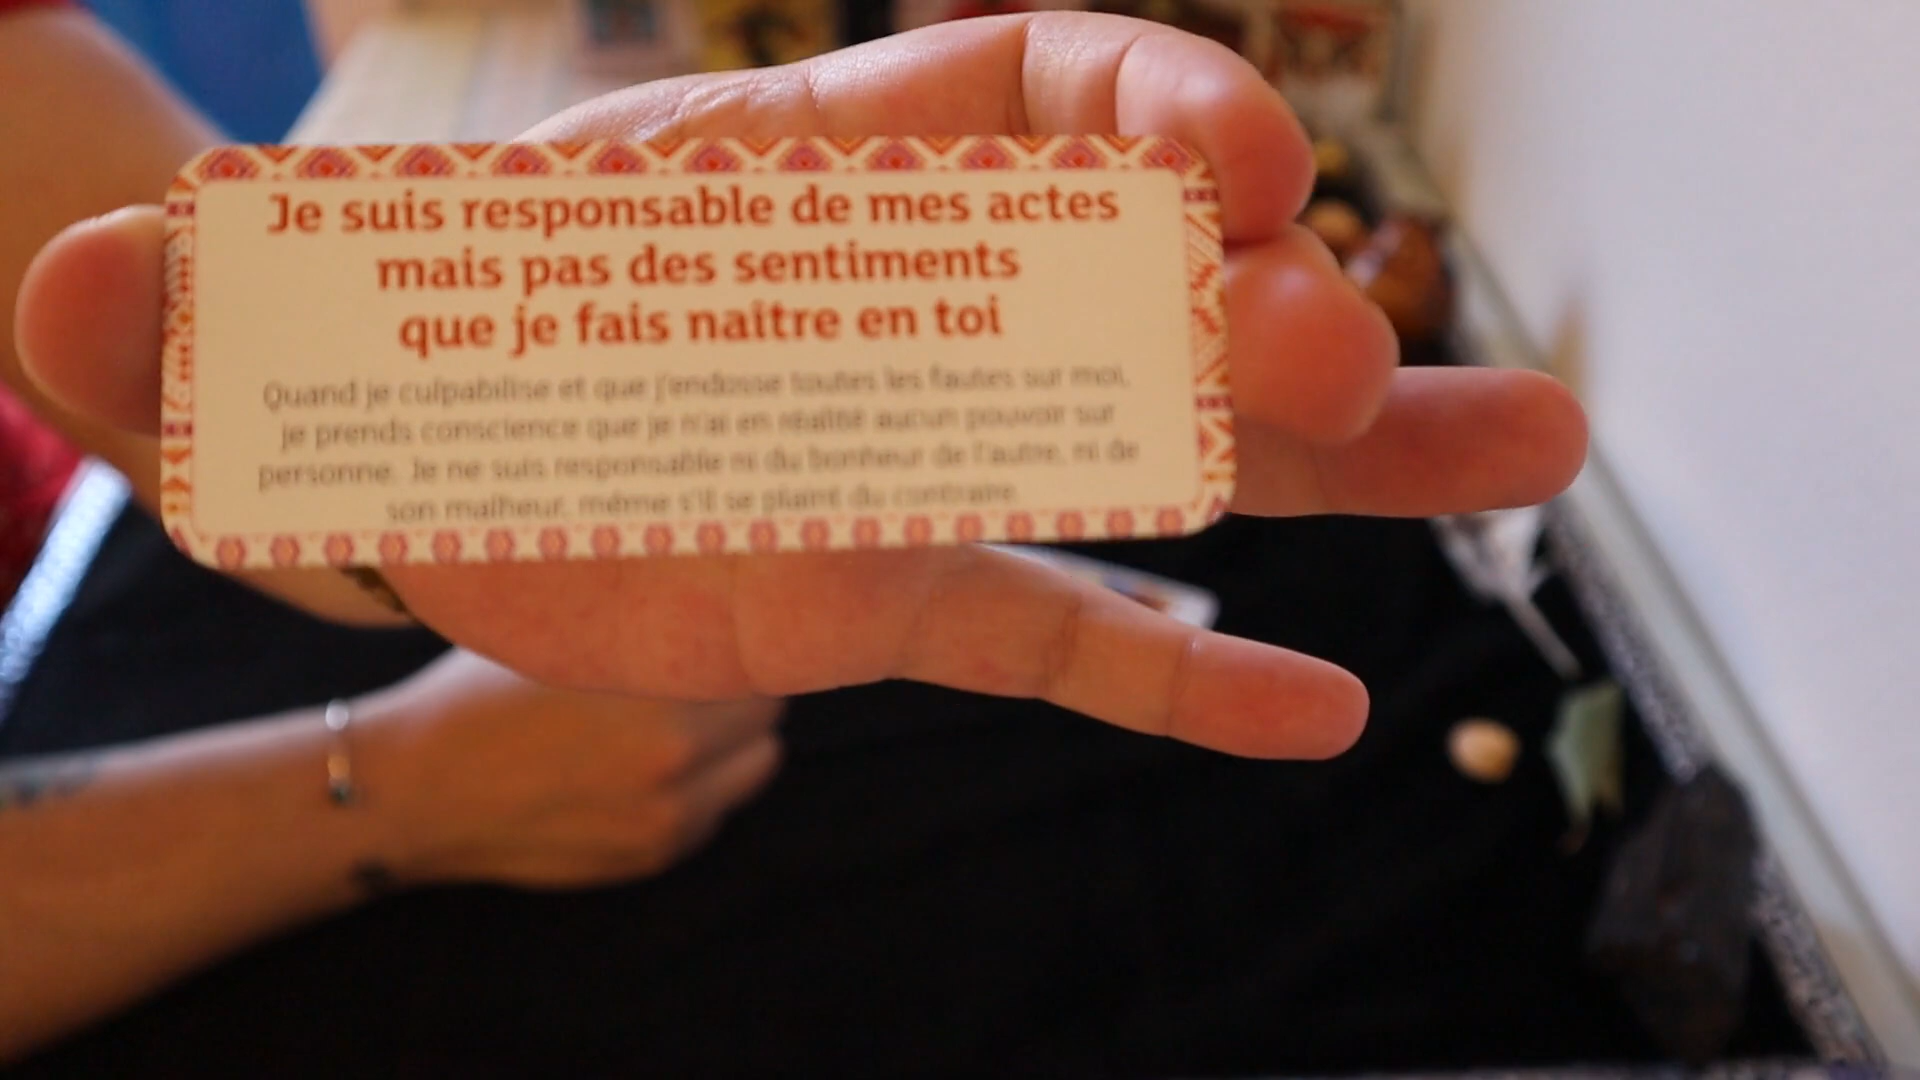 Je suis responsable de mes actes
mais pas des sentiments
que je fais naître en toi
Quand je culpabilise et que j'endosse toutes les fautes sur moi,
je prends conscience que je n'ai en réalité aucun pouvoir sur
personne. Je ne suis responsable ni du bonheur de l'autre, ni de
son malheur, même s'il se plaint du contraire.